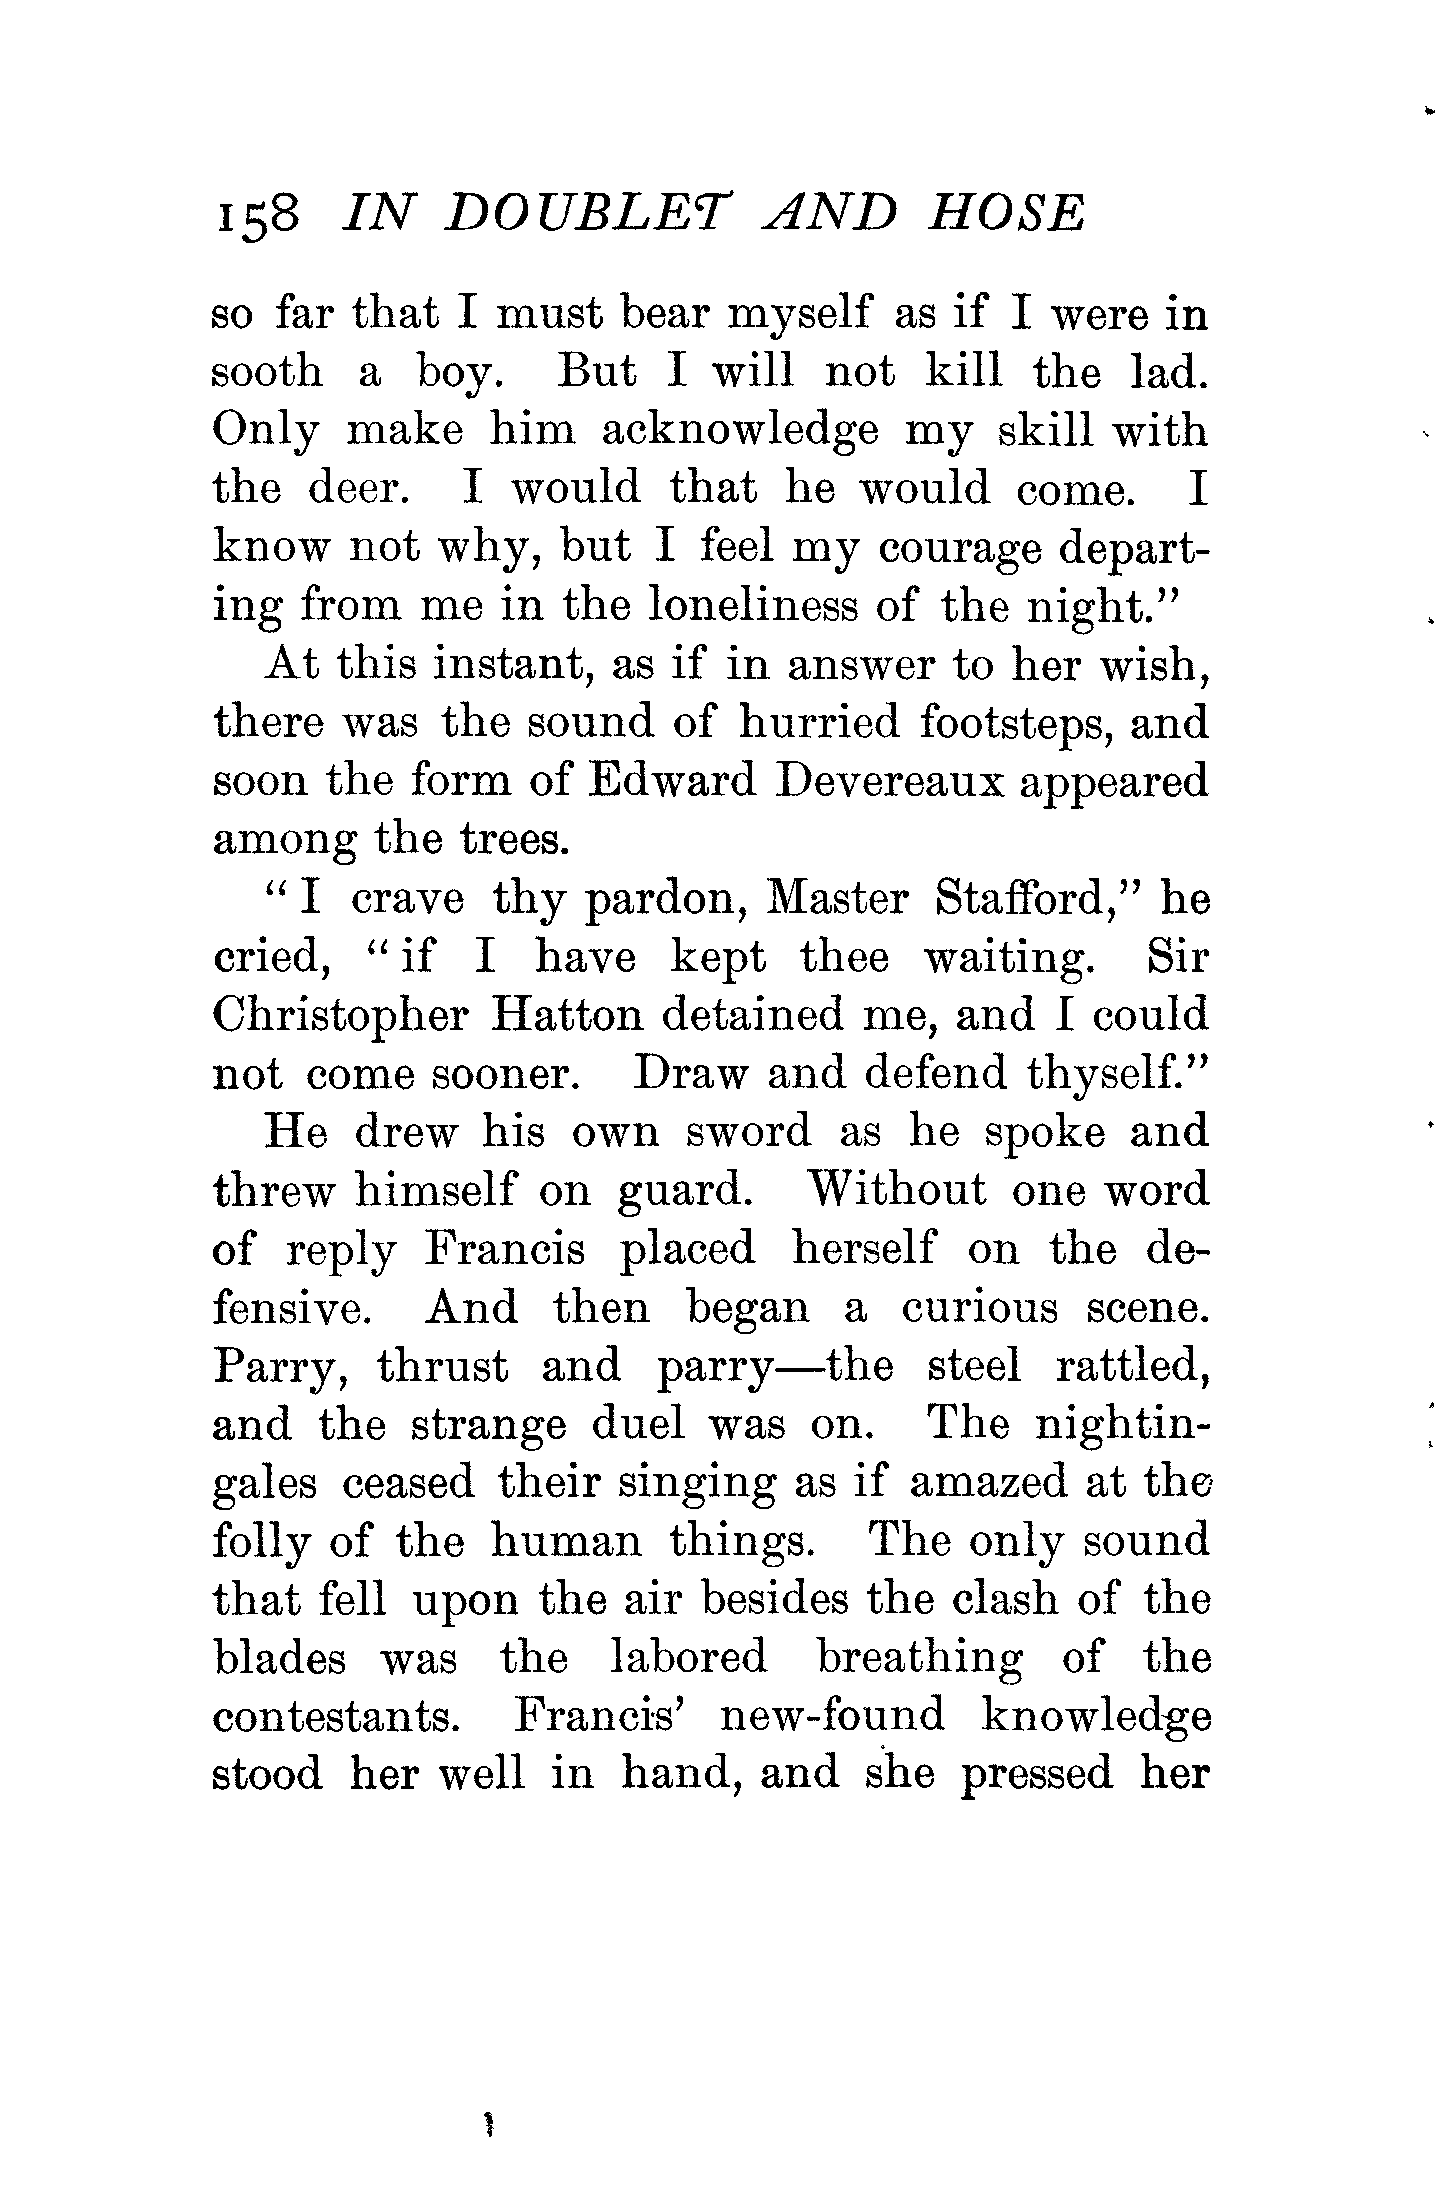 158 IN DOUBLET AND HOSE
so far that I must bear myself as if I were in
sooth a boy. But I will not kill the lad.
Only make him acknowledge my skill with
the deer. I would that he would come. I
know not why, but I feel my courage depart-
ing from me in the loneliness of the night.”
At this instant, as if in answer to her wish,
there was the sound of hurried footsteps, and
soon the form of Edward Devereaux appeared
among the trees.
“ I crave thy pardon, Master Stafford,” he
cried, “ if I have kept thee waiting. Sir
Christopher Hatton detained me, and I could
not come sooner. Draw and defend thyself.”
He drew his own sword as he spoke and
threw himself on guard. Without one word
of reply Francis placed herself on the de-
fensive. And then began a curious scene.
Parry, thrust and parry—the steel rattled,
and the strange duel was on. The nightin-
gales ceased their singing as if amazed at the
folly of the human things. The only sound
that fell upon the air besides the clash of the
blades was the labored breathing of the
contestants. Francis’ new-found knowledge
stood her well in hand, and she pressed her